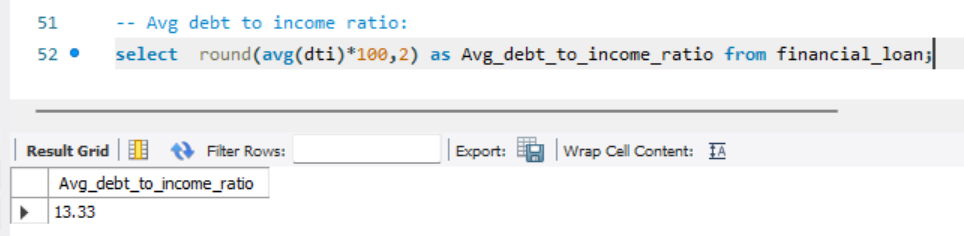 51 -- Avg debt to income ratio:
52 select round(avg(dti)*100,2) as Avg_debt_to_income_ratio from financial_loan;
Result Grid Filter Rows: Export: Wrap Cell Content: IA
Avg_debt_to_income_ratio
13.33